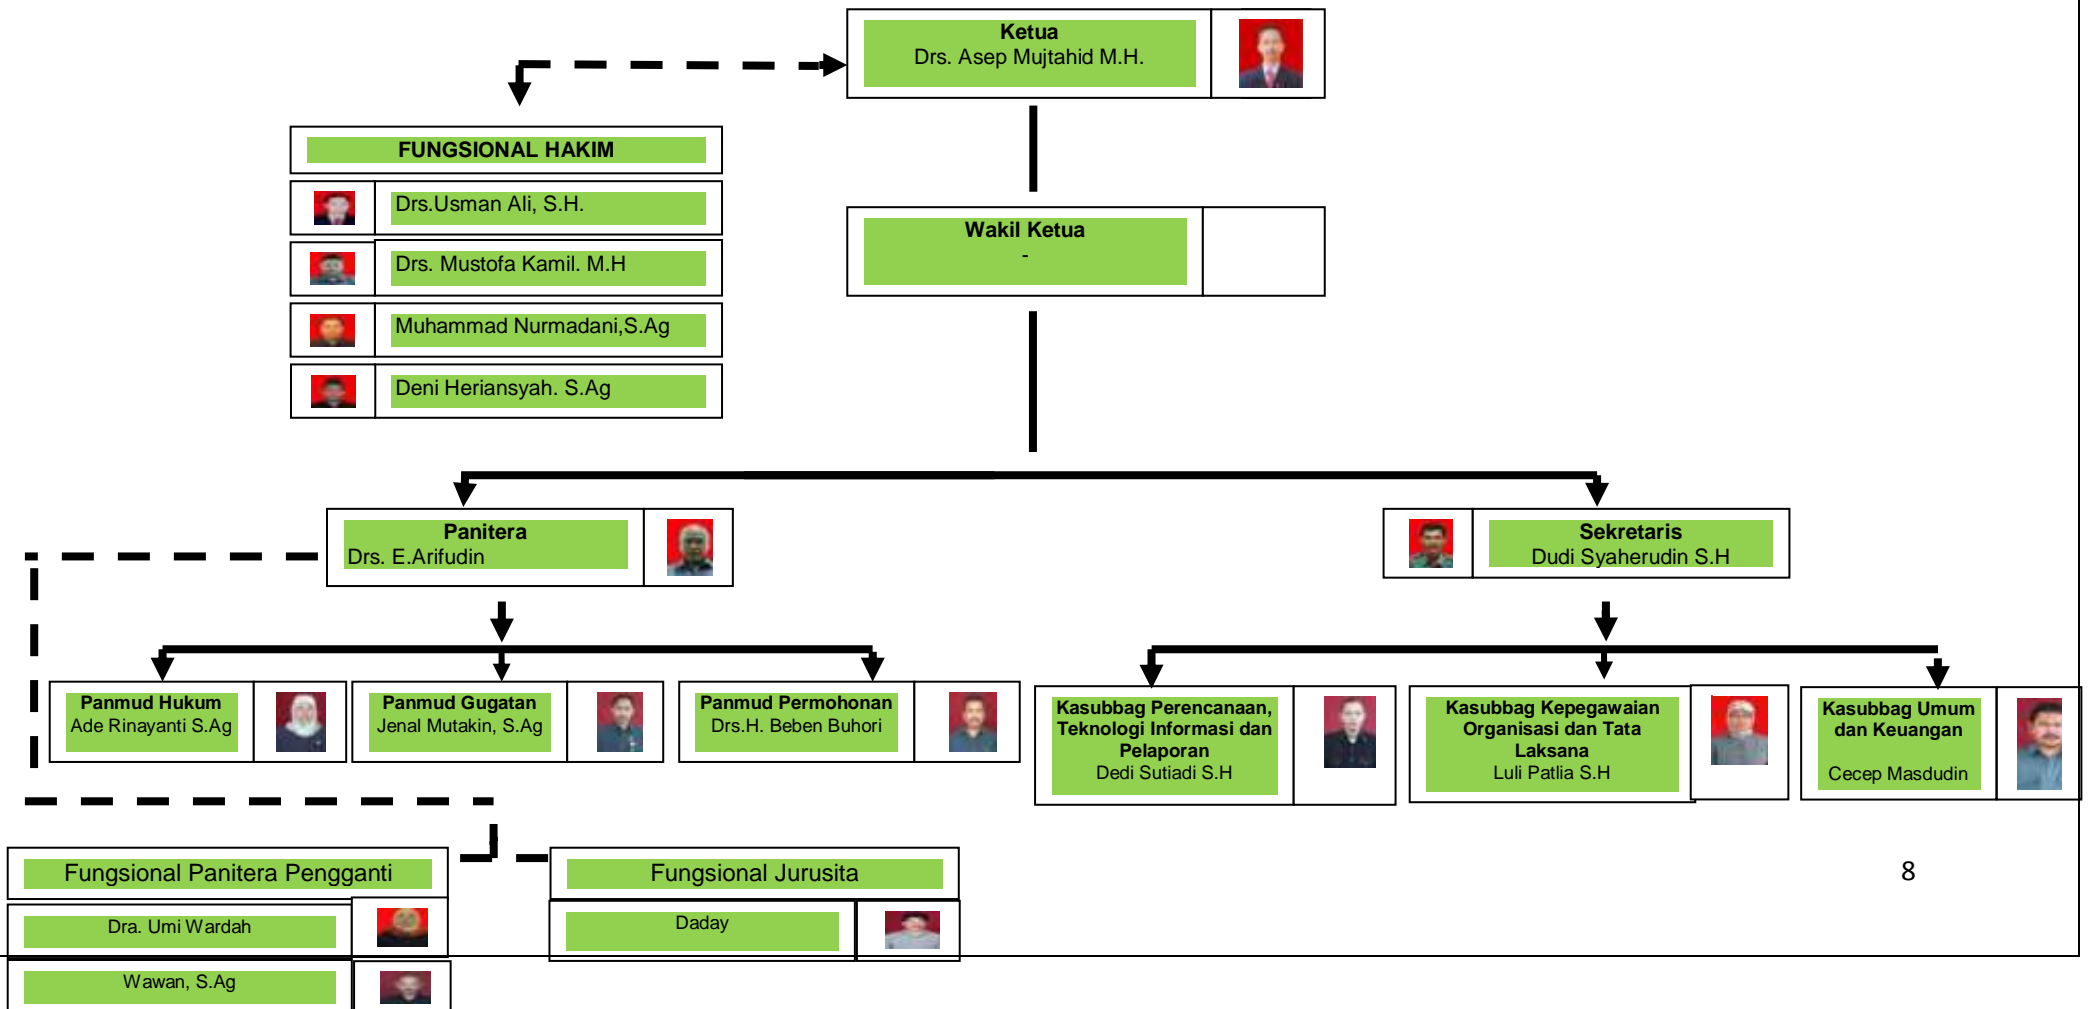 Ketua
Drs. Asep Mujtahid M.H.
FUNGSIONAL HAKIM
Drs.Usman Ali, S.H.
Drs. Mustofa Kamil. M.H
Muhammad Nurmadani,S.Ag
Deni Heriansyah. S.Ag
Wakil Ketua
-
Panitera
Drs. E.Arifudin
Sekretaris
Dudi Syaherudin S.H
Panmud Hukum
Ade Rinayanti S.Ag
Panmud Gugatan
Jenal Mutakin, S.Ag
Panmud Permohonan
Drs.H. Beben Buhori
Kasubbag Perencanaan,
Teknologi Informasi dan
Pelaporan
Dedi Sutiadi S.H
Kasubbag Kepegawaian
Organisasi dan Tata
Laksana
Luli Patlia S.H
Kasubbag Umum
dan Keuangan
Cecep Masdudin
Fungsional Panitera Pengganti
Dra. Umi Wardah
Wawan, S.Ag
Fungsional Jurusita
Daday
8